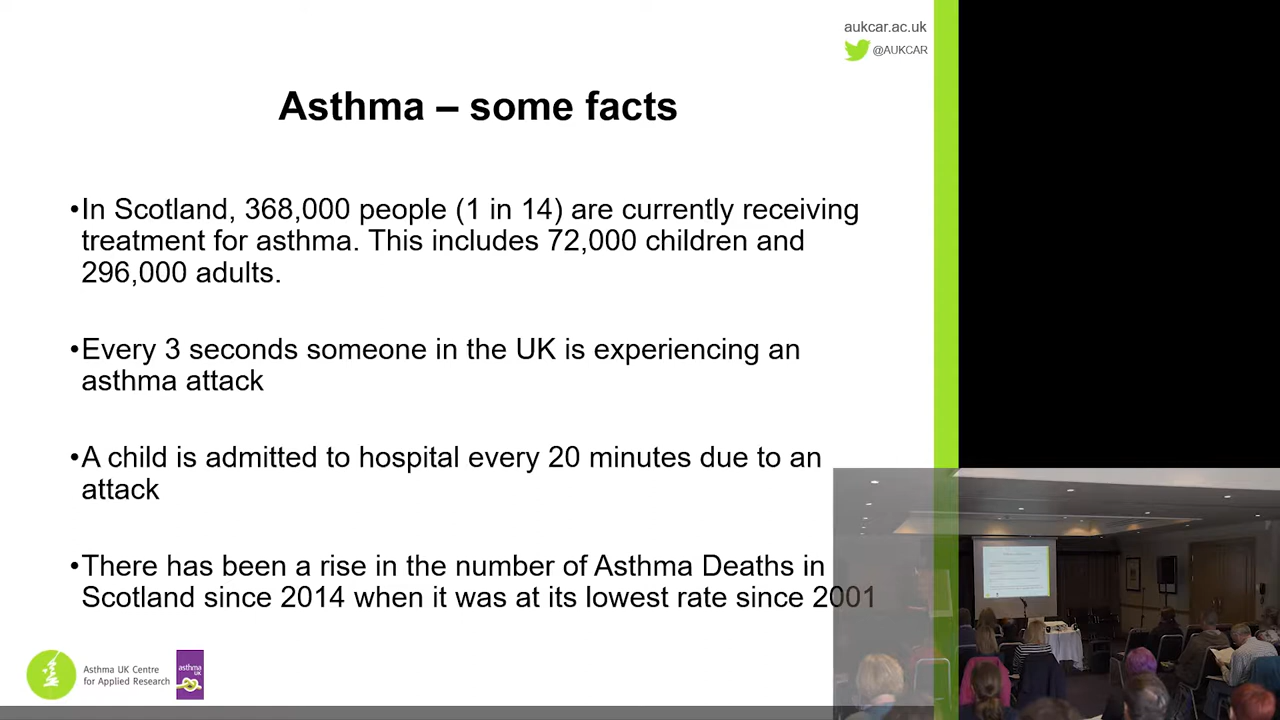 aukcar.ac.uk
@AUKCAR
Asthma – some facts
•In Scotland, 368,000 people (1 in 14) are currently receiving
treatment for asthma. This includes 72,000 children and
296,000 adults.
•Every 3 seconds someone in the UK is experiencing an
asthma attack
•A child is admitted to hospital every 20 minutes due to an
attack
•There has been a rise in the number of Asthma Deaths in
Scotland since 2014 when it was at its lowest rate since 2001
Asthma UK Centre
for Applied Research
asthma
UK